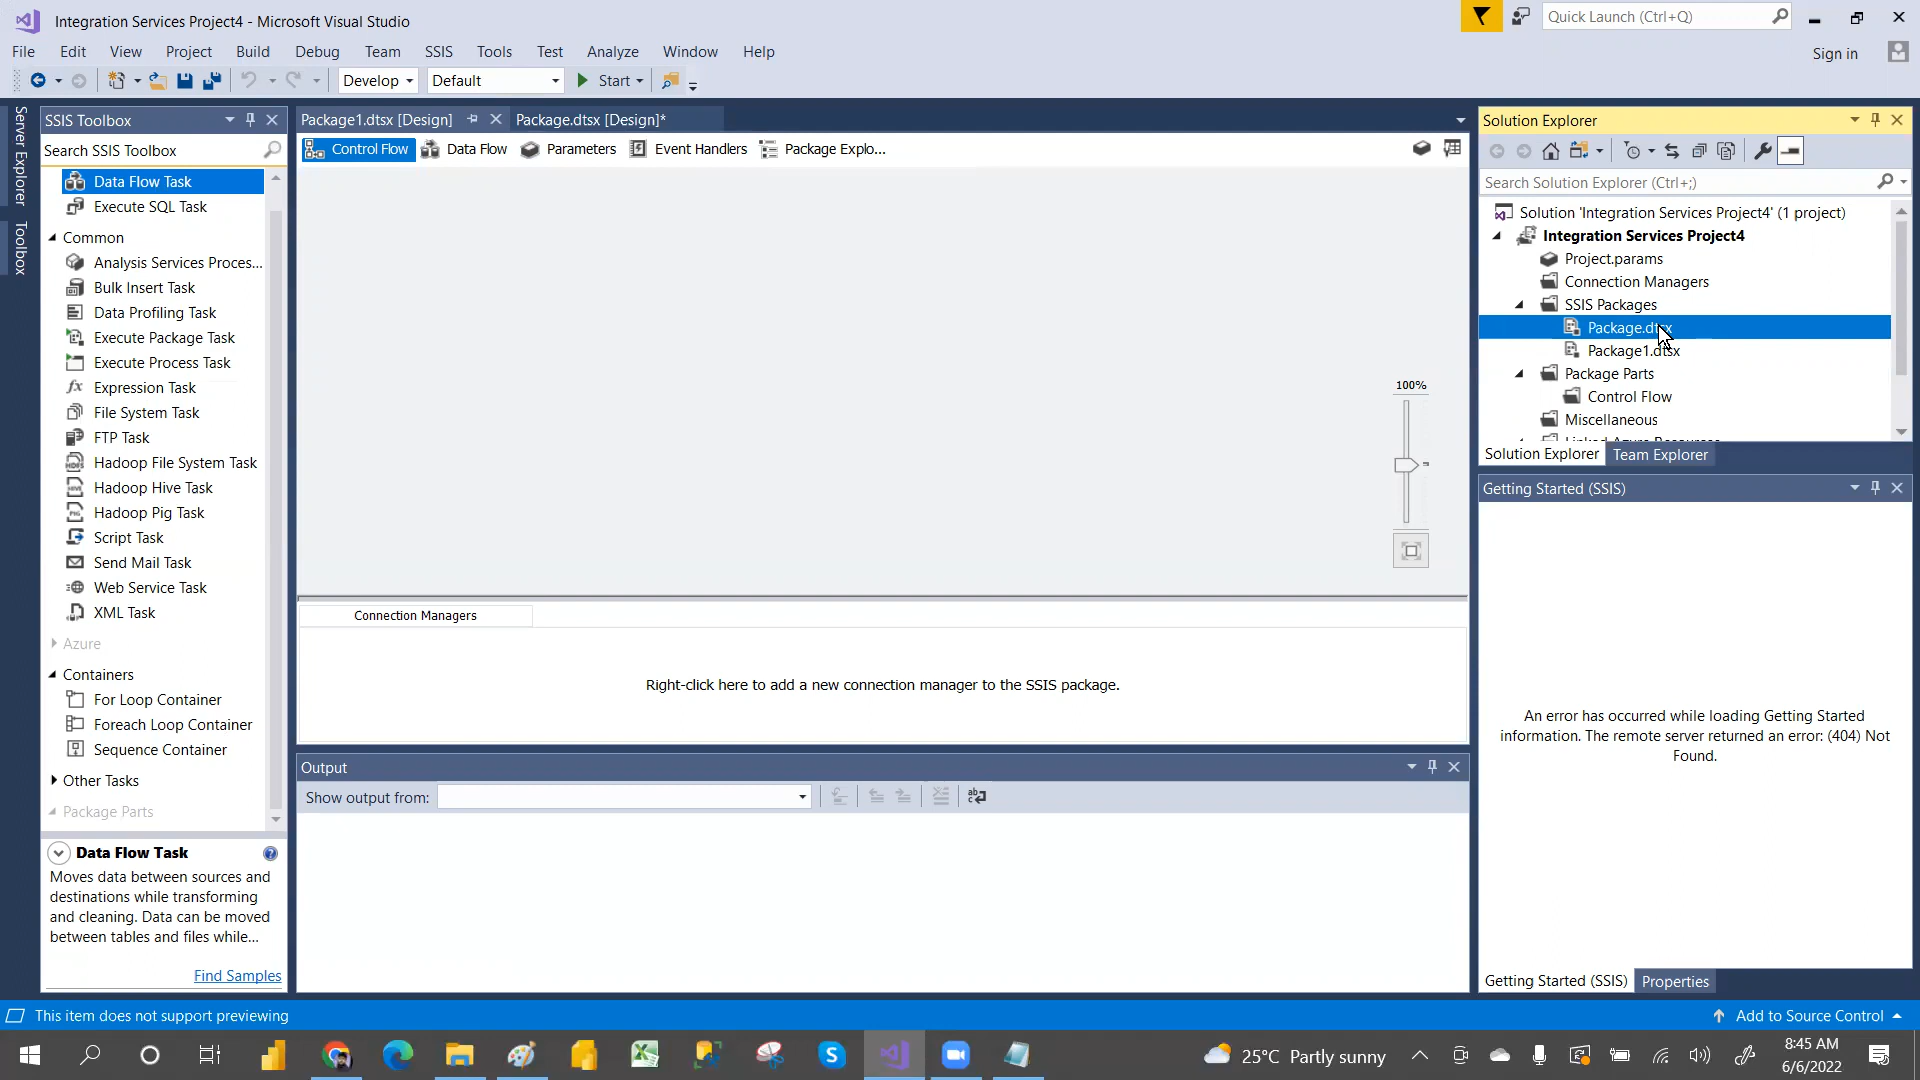 Integration Services Project4 - Microsoft Visual Studio
Quick Launch (Ctrl+Q)
File Edit View Project Build Debug Team SSIS Tools Test Analyze Window Help
Sign in
Develop Default Start
Server Explorer
Toolbox
SSIS Toolbox
Search SSIS Toolbox
Data Flow Task
Execute SQL Task
Common
Analysis Services Proces...
Bulk Insert Task
Data Profiling Task
Execute Package Task
Execute Process Task
Expression Task
File System Task
FTP Task
Hadoop File System Task
Hadoop Hive Task
Hadoop Pig Task
Script Task
Send Mail Task
Web Service Task
XML Task
Azure
Containers
For Loop Container
Foreach Loop Container
Sequence Container
Other Tasks
Package Parts
Data Flow Task
Moves data between sources and
destinations while transforming
and cleaning. Data can be moved
between tables and files while...
Find Samples
Package1.dtsx [Design] Package.dtsx [Design]*
Control Flow Data Flow Parameters Event Handlers Package Explo...
100%
Connection Managers
Right-click here to add a new connection manager to the SSIS package.
Output
Show output from:
Solution Explorer
Search Solution Explorer (Ctrl+;)
Solution 'Integration Services Project4' (1 project)
Integration Services Project4
Project.params
Connection Managers
SSIS Packages
Package.dtsx
Package1.dtsx
Package Parts
Control Flow
Miscellaneous
Linked Azure Resources
Solution Explorer Team Explorer
Getting Started (SSIS)
An error has occurred while loading Getting Started
information. The remote server returned an error: (404) Not
Found.
Getting Started (SSIS) Properties
This item does not support previewing
Add to Source Control
25°C Partly sunny
8:45 AM
6/6/2022